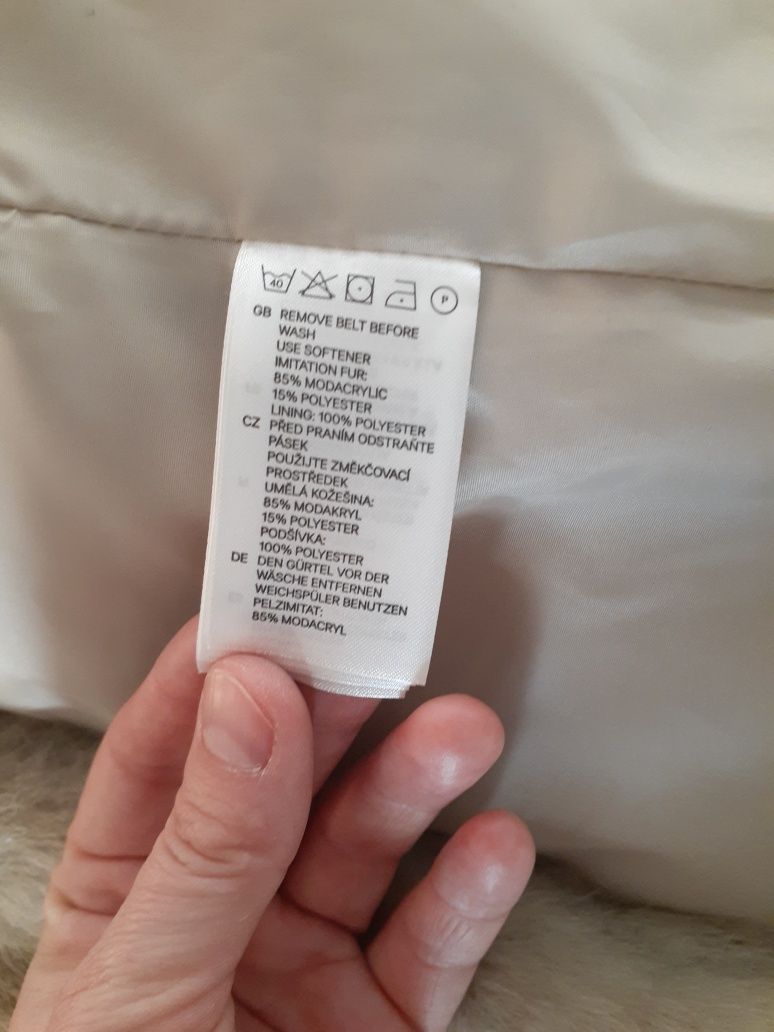 40 P
GB REMOVE BELT BEFORE
WASH
USE SOFTENER
IMITATION FUR:
85% MODACRYLIC
15% POLYESTER
LINING: 100% POLYESTER
CZ PŘED PRANÍM ODSTRAŇTE
PÁSEK
POUŽIJTE ZMĚKČOVACÍ
PROSTŘEDEK
UMĚLÁ KOŽEŠINA:
85% MODAKRYL
15% POLYESTER
PODŠÍVKA:
100% POLYESTER
DE DEN GÜRTEL VOR DER
WÄSCHE ENTFERNEN
WEICHSPÜLER BENUTZEN
PELZIMITAT:
85% MODACRYL